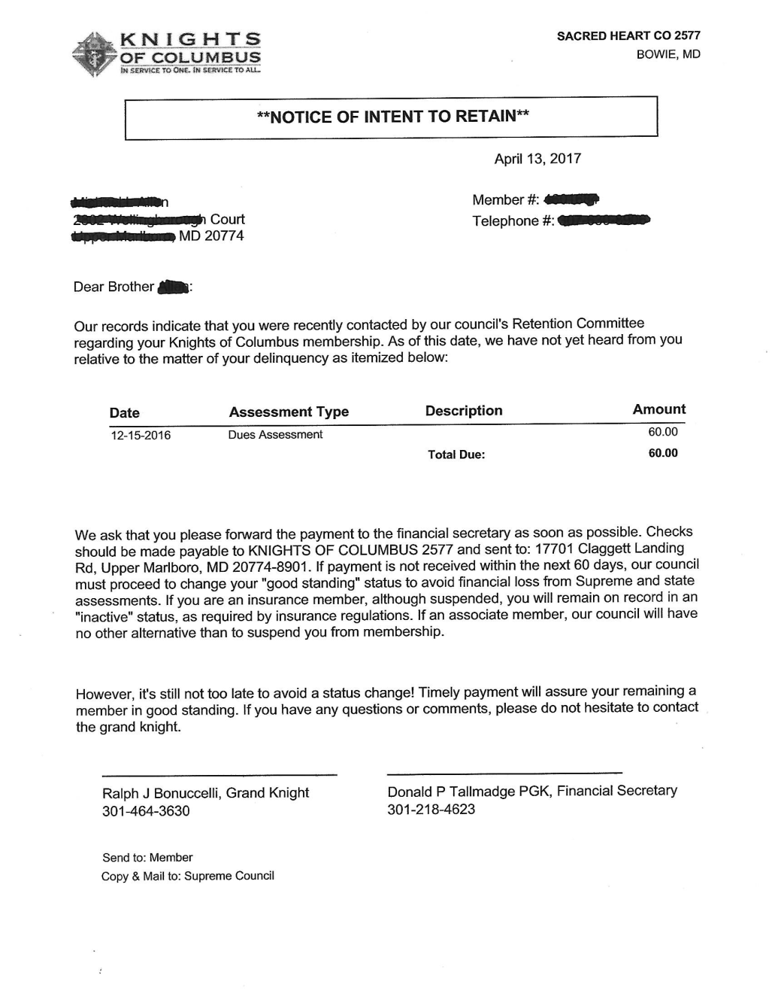 KNIGHTS
OF COLUMBUS
IN SERVICE TO ONE. IN SERVICE TO ALL.
SACRED HEART CO 2577
BOWIE, MD
**NOTICE OF INTENT TO RETAIN**
April 13, 2017
Member #:
Court
Telephone #:
MD 20774
Dear Brother :
Our records indicate that you were recently contacted by our council's Retention Committee
regarding your Knights of Columbus membership. As of this date, we have not yet heard from you
relative to the matter of your delinquency as itemized below:
Date Assessment Type Description Amount
12-15-2016 Dues Assessment 60.00
Total Due: 60.00
We ask that you please forward the payment to the financial secretary as soon as possible. Checks
should be made payable to KNIGHTS OF COLUMBUS 2577 and sent to: 17701 Claggett Landing
Rd, Upper Marlboro, MD 20774-8901. If payment is not received within the next 60 days, our council
must proceed to change your "good standing" status to avoid financial loss from Supreme and state
assessments. If you are an insurance member, although suspended, you will remain on record in an
"inactive" status, as required by insurance regulations. If an associate member, our council will have
no other alternative than to suspend you from membership.
However, it's still not too late to avoid a status change! Timely payment will assure your remaining a
member in good standing. If you have any questions or comments, please do not hesitate to contact
the grand knight.
Ralph J Bonuccelli, Grand Knight
301-464-3630
Donald P Tallmadge PGK, Financial Secretary
301-218-4623
Send to: Member
Copy & Mail to: Supreme Council